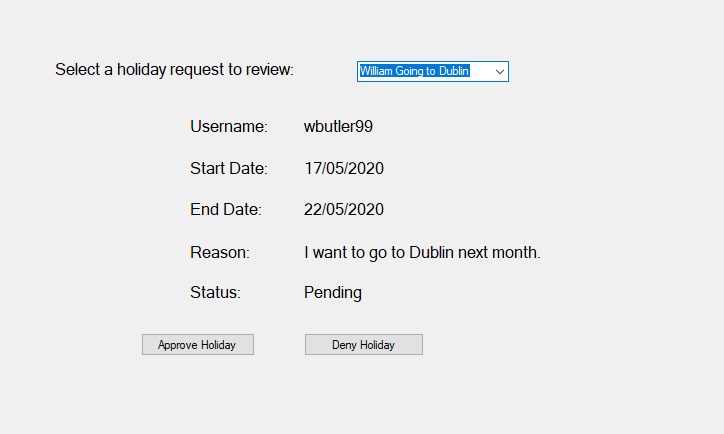 Select a holiday request to review: William Going to Dublin
Username: wbutler99
Start Date: 17/05/2020
End Date: 22/05/2020
Reason: I want to go to Dublin next month.
Status: Pending
Approve Holiday Deny Holiday